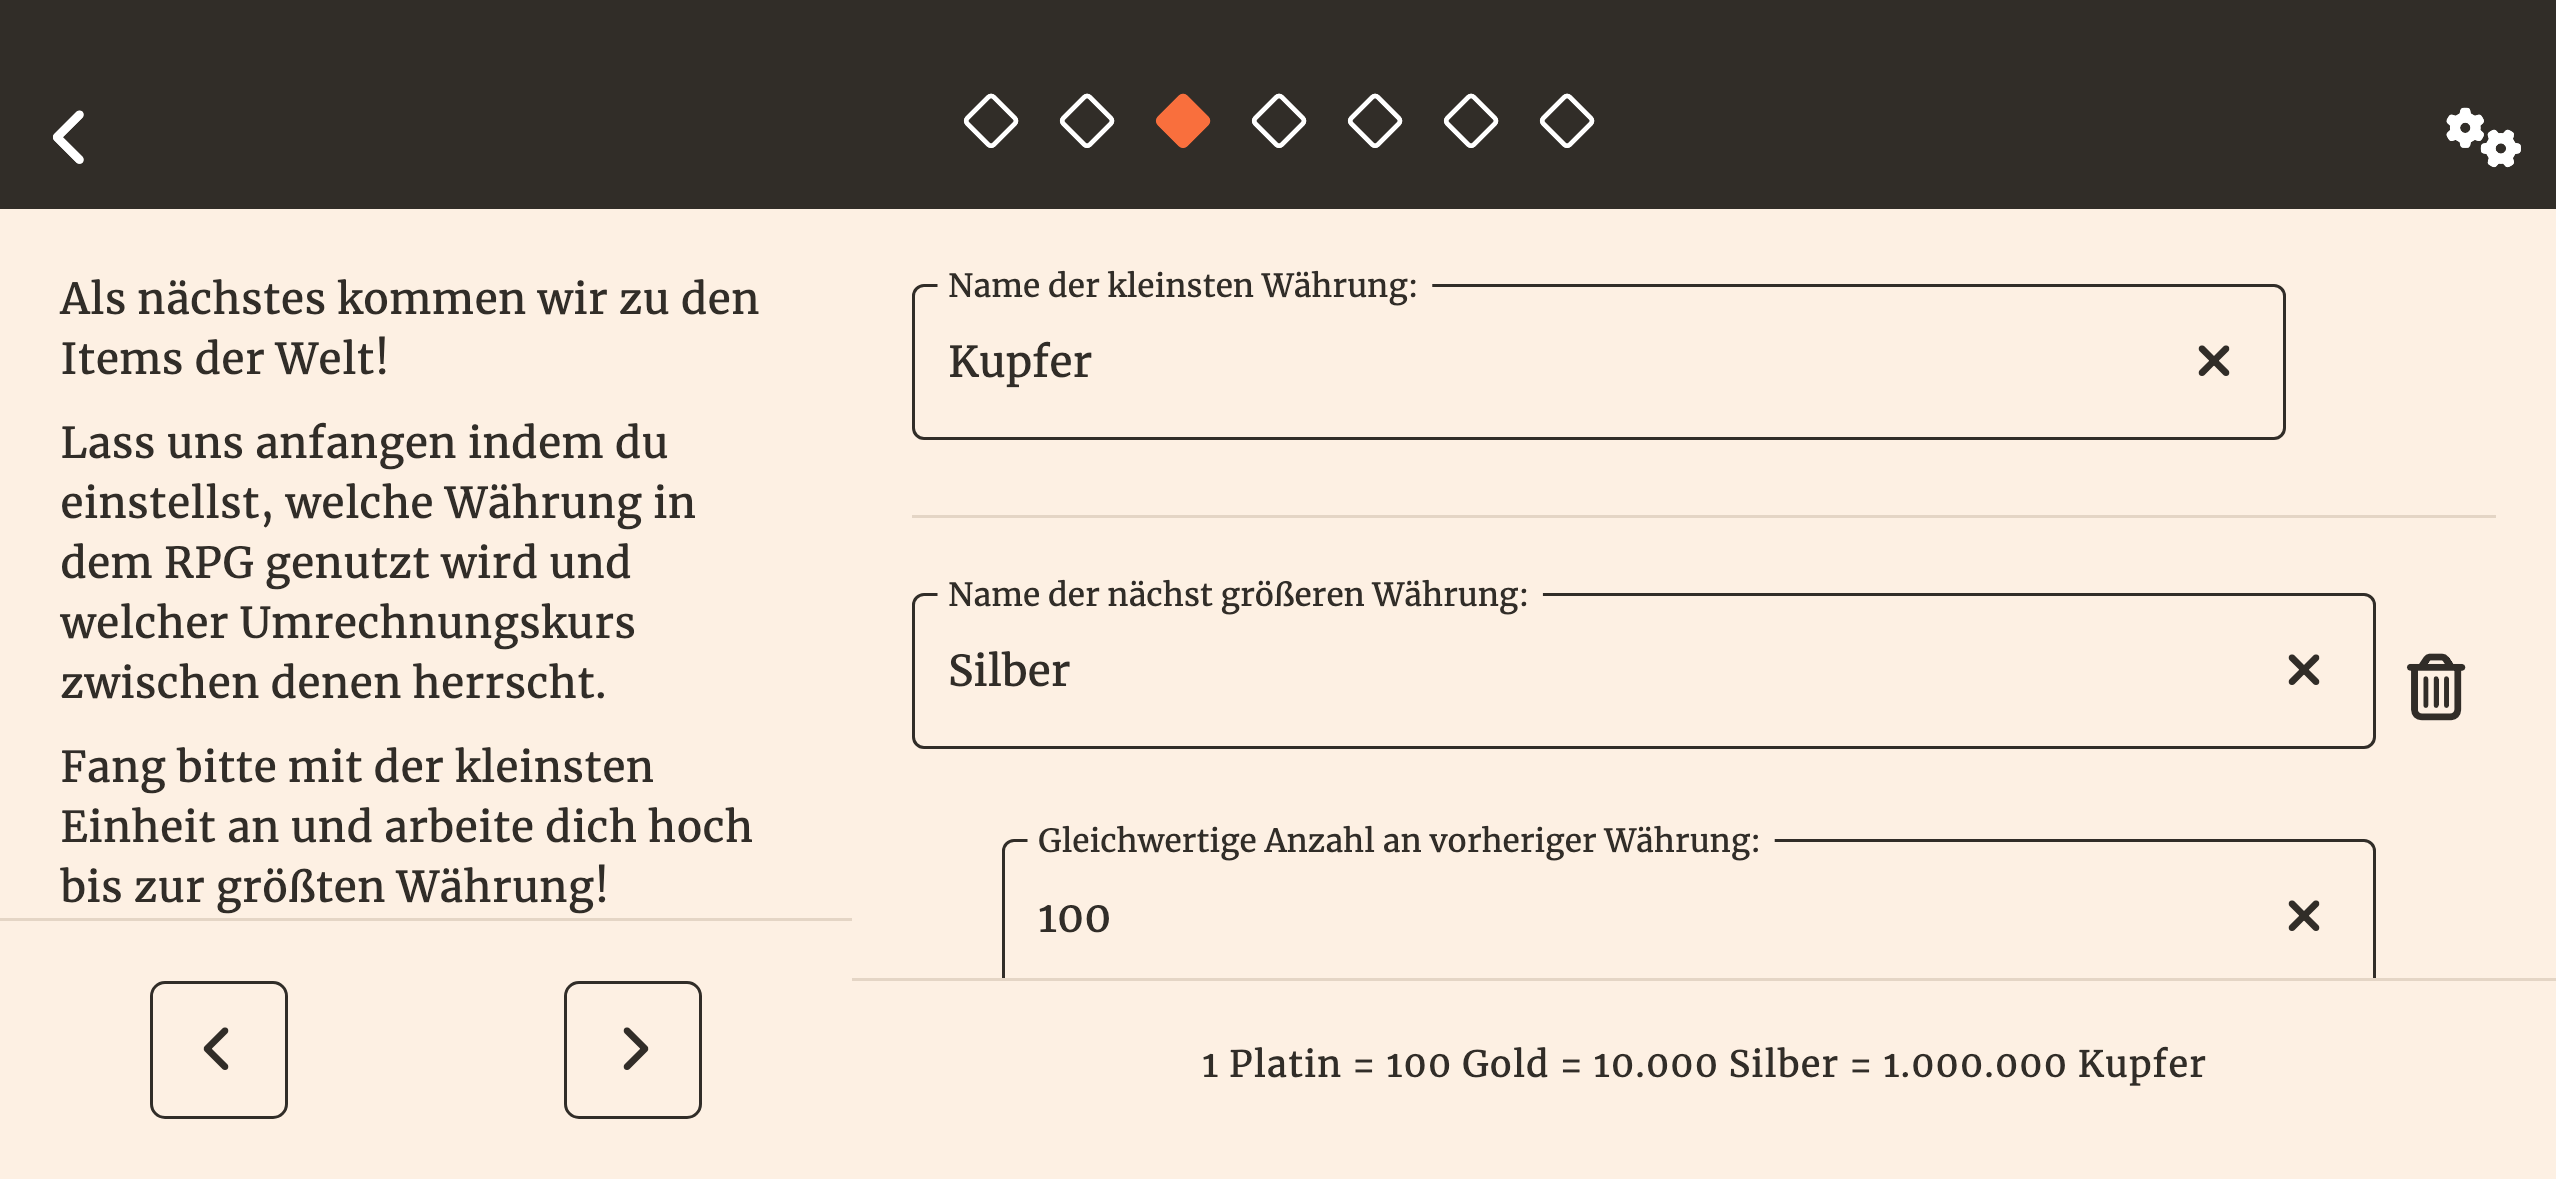 Als nächstes kommen wir zu den
Items der Welt!
Lass uns anfangen indem du
einstellst, welche Währung in
dem RPG genutzt wird und
welcher Umrechnungskurs
zwischen denen herrscht.
Fang bitte mit der kleinsten
Einheit an und arbeite dich hoch
bis zur größten Währung!
Name der kleinsten Währung:
Kupfer
Name der nächst größeren Währung:
Silber
Gleichwertige Anzahl an vorheriger Währung:
100
1 Platin = 100 Gold = 10.000 Silber = 1.000.000 Kupfer